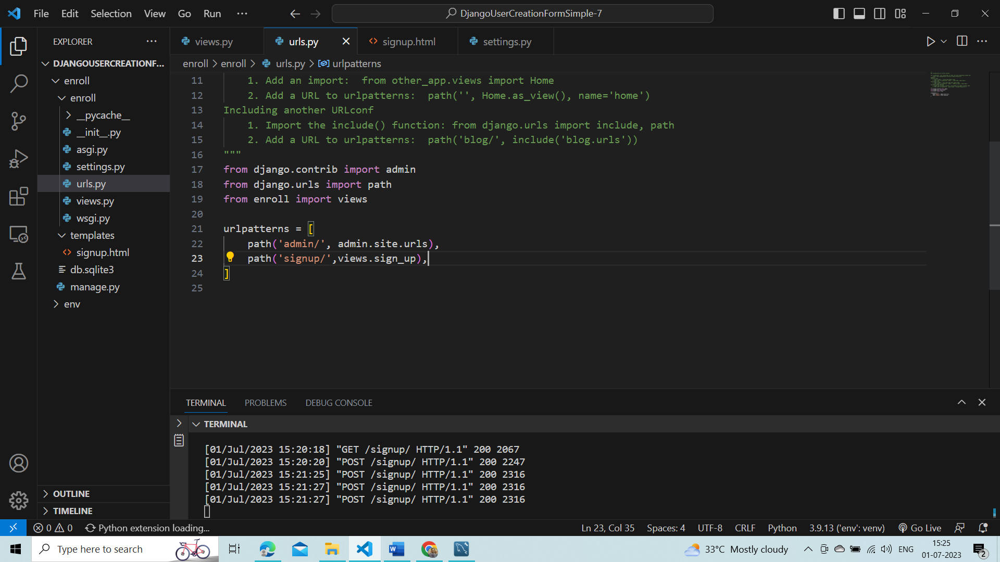 File Edit Selection View Go Run ···
DjangoUserCreationFormSimple-7
EXPLORER
views.py
urls.py
signup.html
settings.py
DJANGOUSERCREATIONF...
enroll
enroll
__pycache__
__init__.py
asgi.py
settings.py
urls.py
views.py
wsgi.py
templates
signup.html
db.sqlite3
manage.py
env
OUTLINE
TIMELINE
enroll > enroll > urls.py > urlpatterns
11 1. Add an import:  from other_app.views import Home
12 2. Add a URL to urlpatterns:  path('', Home.as_view(), name='home')
13 Including another URLconf
14 1. Import the include() function: from django.urls import include, path
15 2. Add a URL to urlpatterns:  path('blog/', include('blog.urls'))
16 """
17 from django.contrib import admin
18 from django.urls import path
19 from enroll import views
20
21 urlpatterns = [
22 path('admin/', admin.site.urls),
23 path('signup/',views.sign_up),
24 ]
25
TERMINAL PROBLEMS DEBUG CONSOLE
TERMINAL
[01/Jul/2023 15:20:18] "GET /signup/ HTTP/1.1" 200 2067
[01/Jul/2023 15:20:20] "POST /signup/ HTTP/1.1" 200 2247
[01/Jul/2023 15:21:25] "POST /signup/ HTTP/1.1" 200 2316
[01/Jul/2023 15:21:27] "POST /signup/ HTTP/1.1" 200 2316
[01/Jul/2023 15:21:27] "POST /signup/ HTTP/1.1" 200 2316
0 0 Python extension loading... Ln 23, Col 35 Spaces: 4 UTF-8 CRLF Python 3.9.13 ('env': venv) Go Live
Type here to search
33°C Mostly cloudy
ENG
15:25
01-07-2023
2